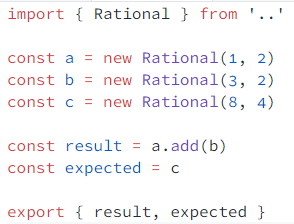 import { Rational } from '..'
const a = new Rational(1, 2)
const b = new Rational(3, 2)
const c = new Rational(8, 4)
const result = a.add(b)
const expected = c
export { result, expected }